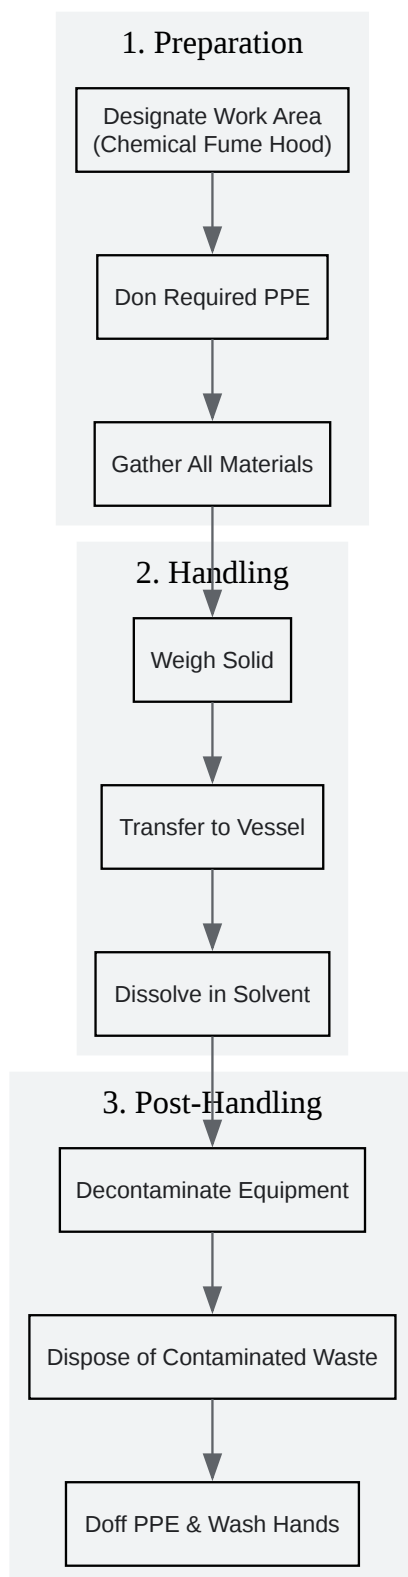 1. Preparation
Designate Work Area
(Chemical Fume Hood)
Don Required PPE
Gather All Materials
2. Handling
Weigh Solid
Transfer to Vessel
Dissolve in Solvent
3. Post-Handling
Decontaminate Equipment
Dispose of Contaminated Waste
Doff PPE & Wash Hands